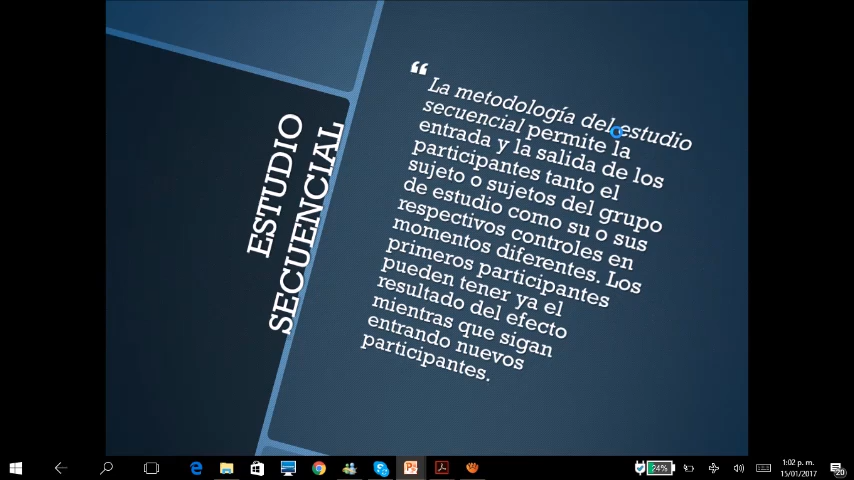 ESTUDIO
SECUENCIAL
“
La metodología del estudio
secuencial permite la
entrada y la salida de los
participantes tanto el
sujeto o sujetos del grupo
de estudio como su o sus
respectivos controles en
momentos diferentes. Los
primeros participantes
pueden tener ya el
resultado del efecto
mientras que sigan
entrando nuevos
participantes.
24%
1:02 p. m.
15/01/2017
20